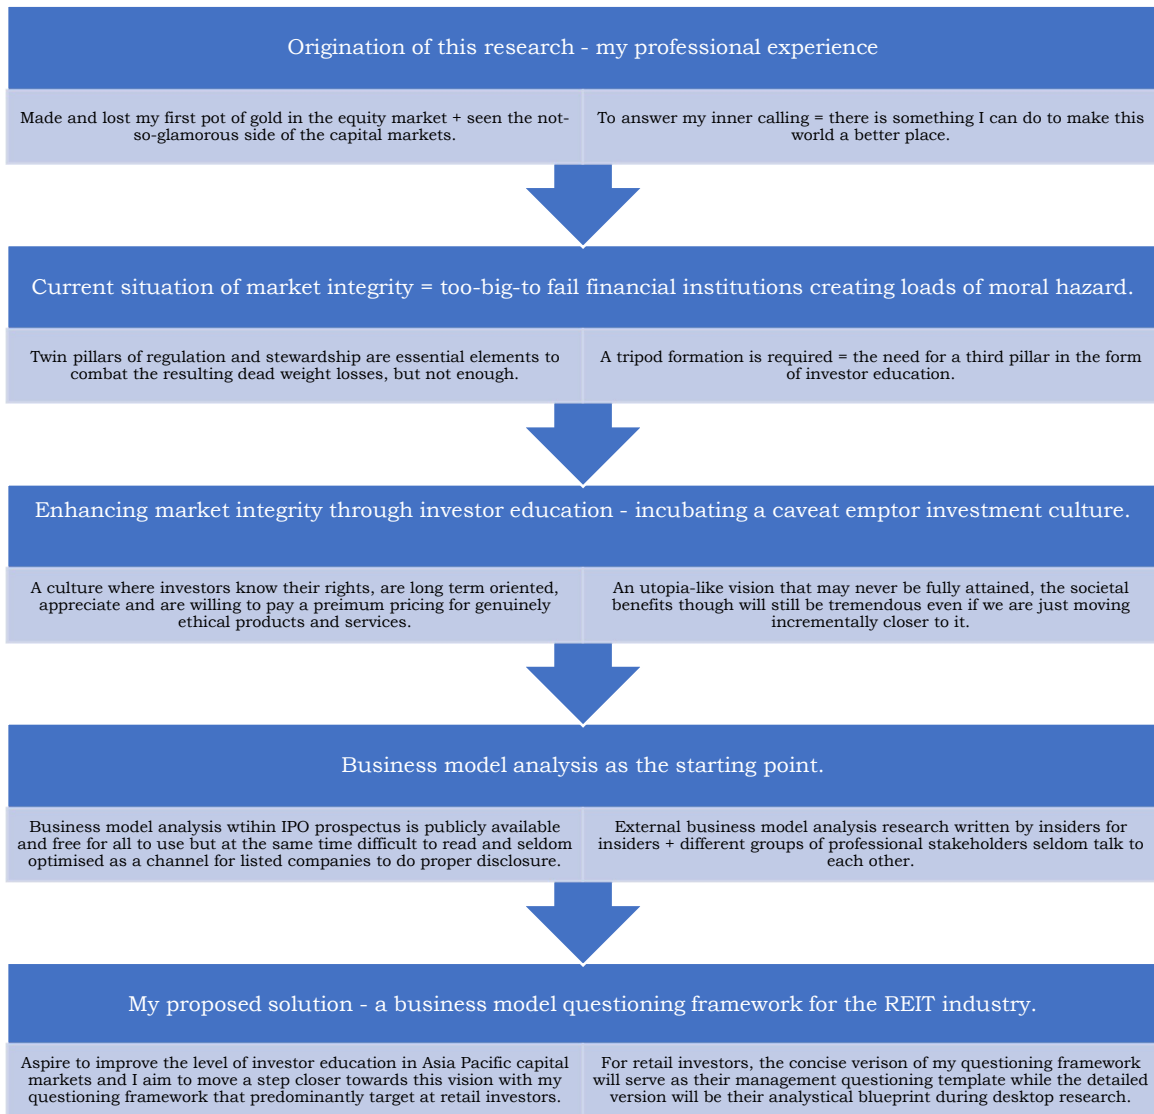 Origination of this research - my professional experience
Made and lost my first pot of gold in the equity market + seen the not-
so-glamorous side of the capital markets.
To answer my inner calling = there is something I can do to make this
world a better place.
Current situation of market integrity = too-big-to fail financial institutions creating loads of moral hazard.
Twin pillars of regulation and stewardship are essential elements to
combat the resulting dead weight losses, but not enough.
A tripod formation is required = the need for a third pillar in the form
of investor education.
Enhancing market integrity through investor education - incubating a caveat emptor investment culture.
A culture where investors know their rights, are long term oriented,
appreciate and are willing to pay a preimum pricing for genuinely
ethical products and services.
An utopia-like vision that may never be fully attained, the societal
benefits though will still be tremendous even if we are just moving
incrementally closer to it.
Business model analysis as the starting point.
Business model analysis wtihin IPO prospectus is publicly available
and free for all to use but at the same time difficult to read and seldom
optimised as a channel for listed companies to do proper disclosure.
External business model analysis research written by insiders for
insiders + different groups of professional stakeholders seldom talk to
each other.
My proposed solution - a business model questioning framework for the REIT industry.
Aspire to improve the level of investor education in Asia Pacific capital
markets and I aim to move a step closer towards this vision with my
questioning framework that predominantly target at retail investors.
For retail investors, the concise verison of my questioning framework
will serve as their management questioning template while the detailed
version will be their analystical blueprint during desktop research.